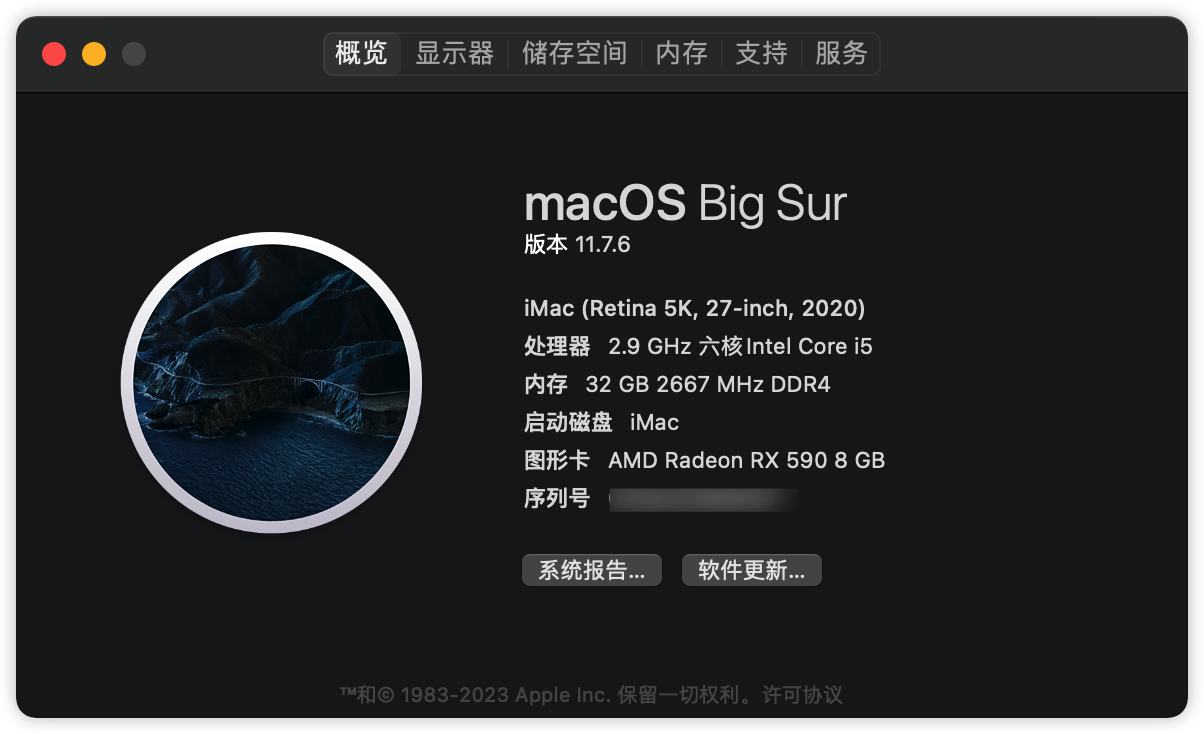 概览 显示器 储存空间 内存 支持 服务
macOS Big Sur
版本 11.7.6
iMac (Retina 5K, 27-inch, 2020)
处理器 2.9 GHz 六核Intel Core i5
内存 32 GB 2667 MHz DDR4
启动磁盘 iMac
图形卡 AMD Radeon RX 590 8 GB
序列号
系统报告... 软件更新...
™和© 1983-2023 Apple Inc. 保留一切权利。许可协议